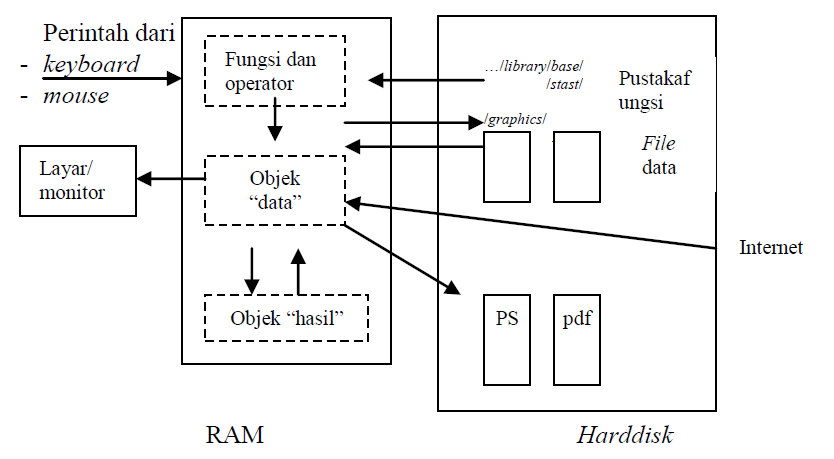 Perintah dari
- keyboard
- mouse
Fungsi dan
operator
…/library/base/
/stast/
/graphics/
Pustakaf
ungsi
File
data
Layar/
monitor
Objek
“data”
Internet
Objek “hasil”
PS
pdf
RAM
Harddisk